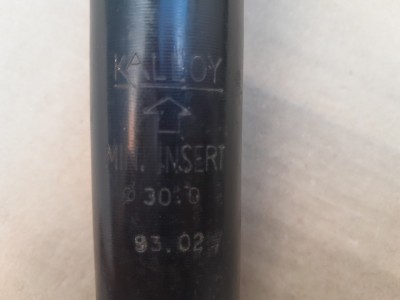 KALLOY
MIN. INSERT
Ø 30.0
93.02